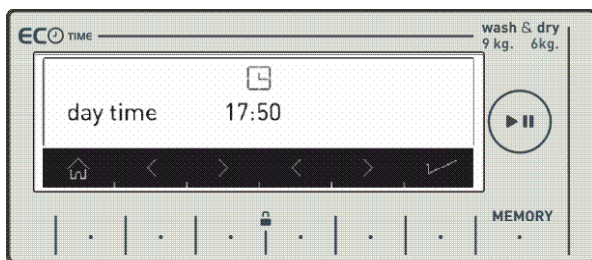 ECO TIME
wash & dry
9 kg. 6kg.
day time 17:50
MEMORY